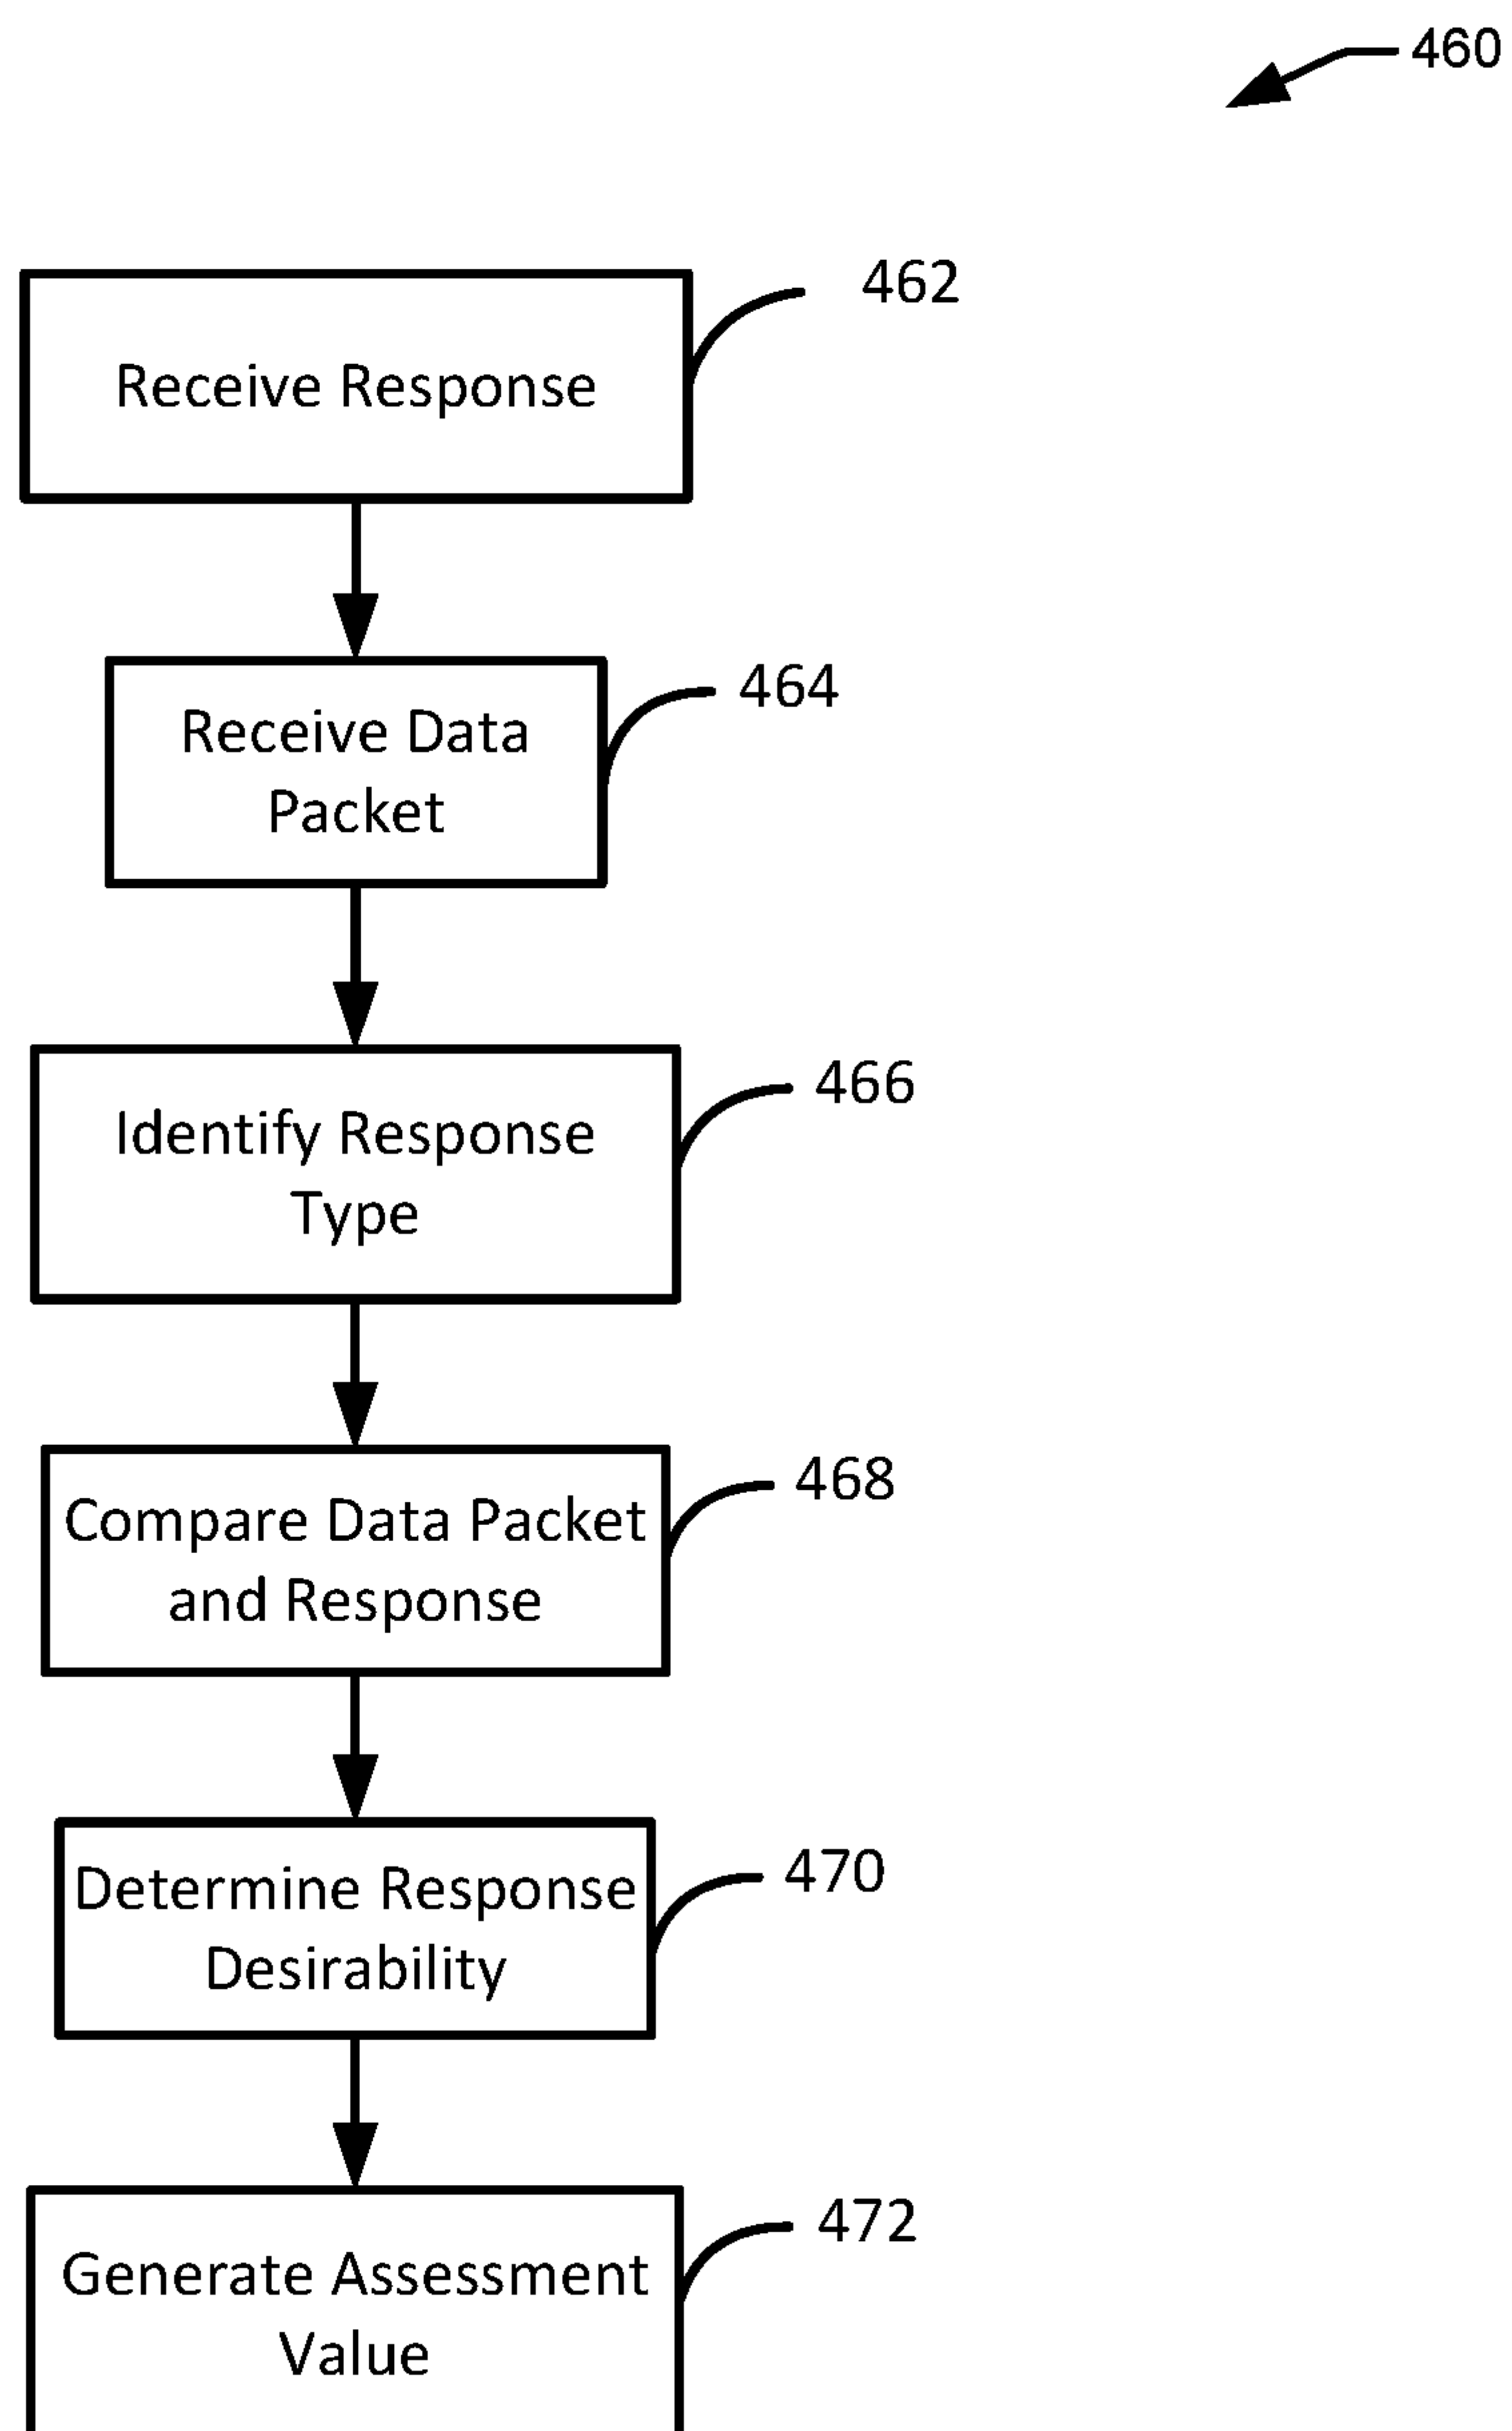 460
462
Receive Response
464
Receive Data
Packet
466
Identify Response
Type
468
Compare Data Packet
and Response
470
Determine Response
Desirability
472
Generate Assessment
Value